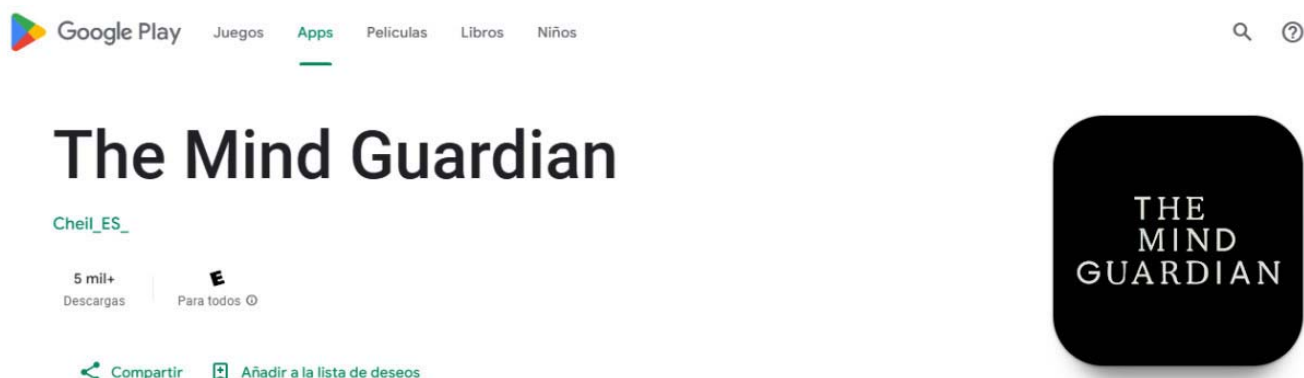 Google Play Juegos Apps Películas Libros Niños
The Mind Guardian
Cheil_ES_
5 mil+
Descargas
E
Para todos
Compartir
Añadir a la lista de deseos
THE
MIND
GUARDIAN